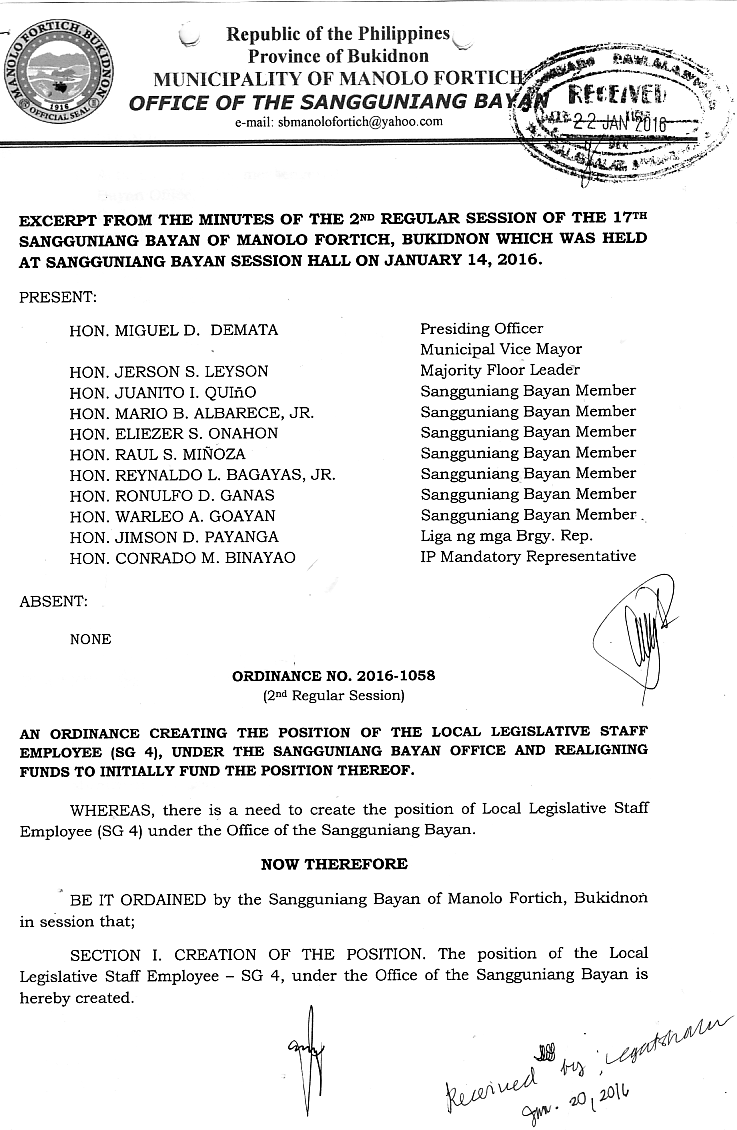 MANOLO FORTICH, BUKIDNON
1916
OFFICIAL SEAL
Republic of the Philippines
Province of Bukidnon
MUNICIPALITY OF MANOLO FORTICH
OFFICE OF THE SANGGUNIANG BAYAN
e-mail: sbmanolofortich@yahoo.com
RECEIVED
DATE 22 JAN 2016
EXCERPT FROM THE MINUTES OF THE 2ND REGULAR SESSION OF THE 17TH
SANGGUNIANG BAYAN OF MANOLO FORTICH, BUKIDNON WHICH WAS HELD
AT SANGGUNIANG BAYAN SESSION HALL ON JANUARY 14, 2016.
PRESENT:
HON. MIGUEL D. DEMATA Presiding Officer
Municipal Vice Mayor
HON. JERSON S. LEYSON Majority Floor Leader
HON. JUANITO I. QUIñO Sangguniang Bayan Member
HON. MARIO B. ALBARECE, JR. Sangguniang Bayan Member
HON. ELIEZER S. ONAHON Sangguniang Bayan Member
HON. RAUL S. MIÑOZA Sangguniang Bayan Member
HON. REYNALDO L. BAGAYAS, JR. Sangguniang Bayan Member
HON. RONULFO D. GANAS Sangguniang Bayan Member
HON. WARLEO A. GOAYAN Sangguniang Bayan Member
HON. JIMSON D. PAYANGA Liga ng mga Brgy. Rep.
HON. CONRADO M. BINAYAO IP Mandatory Representative
ABSENT:
NONE
ORDINANCE NO. 2016-1058
(2nd Regular Session)
AN ORDINANCE CREATING THE POSITION OF THE LOCAL LEGISLATIVE STAFF
EMPLOYEE (SG 4), UNDER THE SANGGUNIANG BAYAN OFFICE AND REALIGNING
FUNDS TO INITIALLY FUND THE POSITION THEREOF.
WHEREAS, there is a need to create the position of Local Legislative Staff
Employee (SG 4) under the Office of the Sangguniang Bayan.
NOW THEREFORE
BE IT ORDAINED by the Sangguniang Bayan of Manolo Fortich, Bukidnon
in session that;
SECTION I. CREATION OF THE POSITION. The position of the Local
Legislative Staff Employee – SG 4, under the Office of the Sangguniang Bayan is
hereby created.
Received by:
Jan. 20, 2016